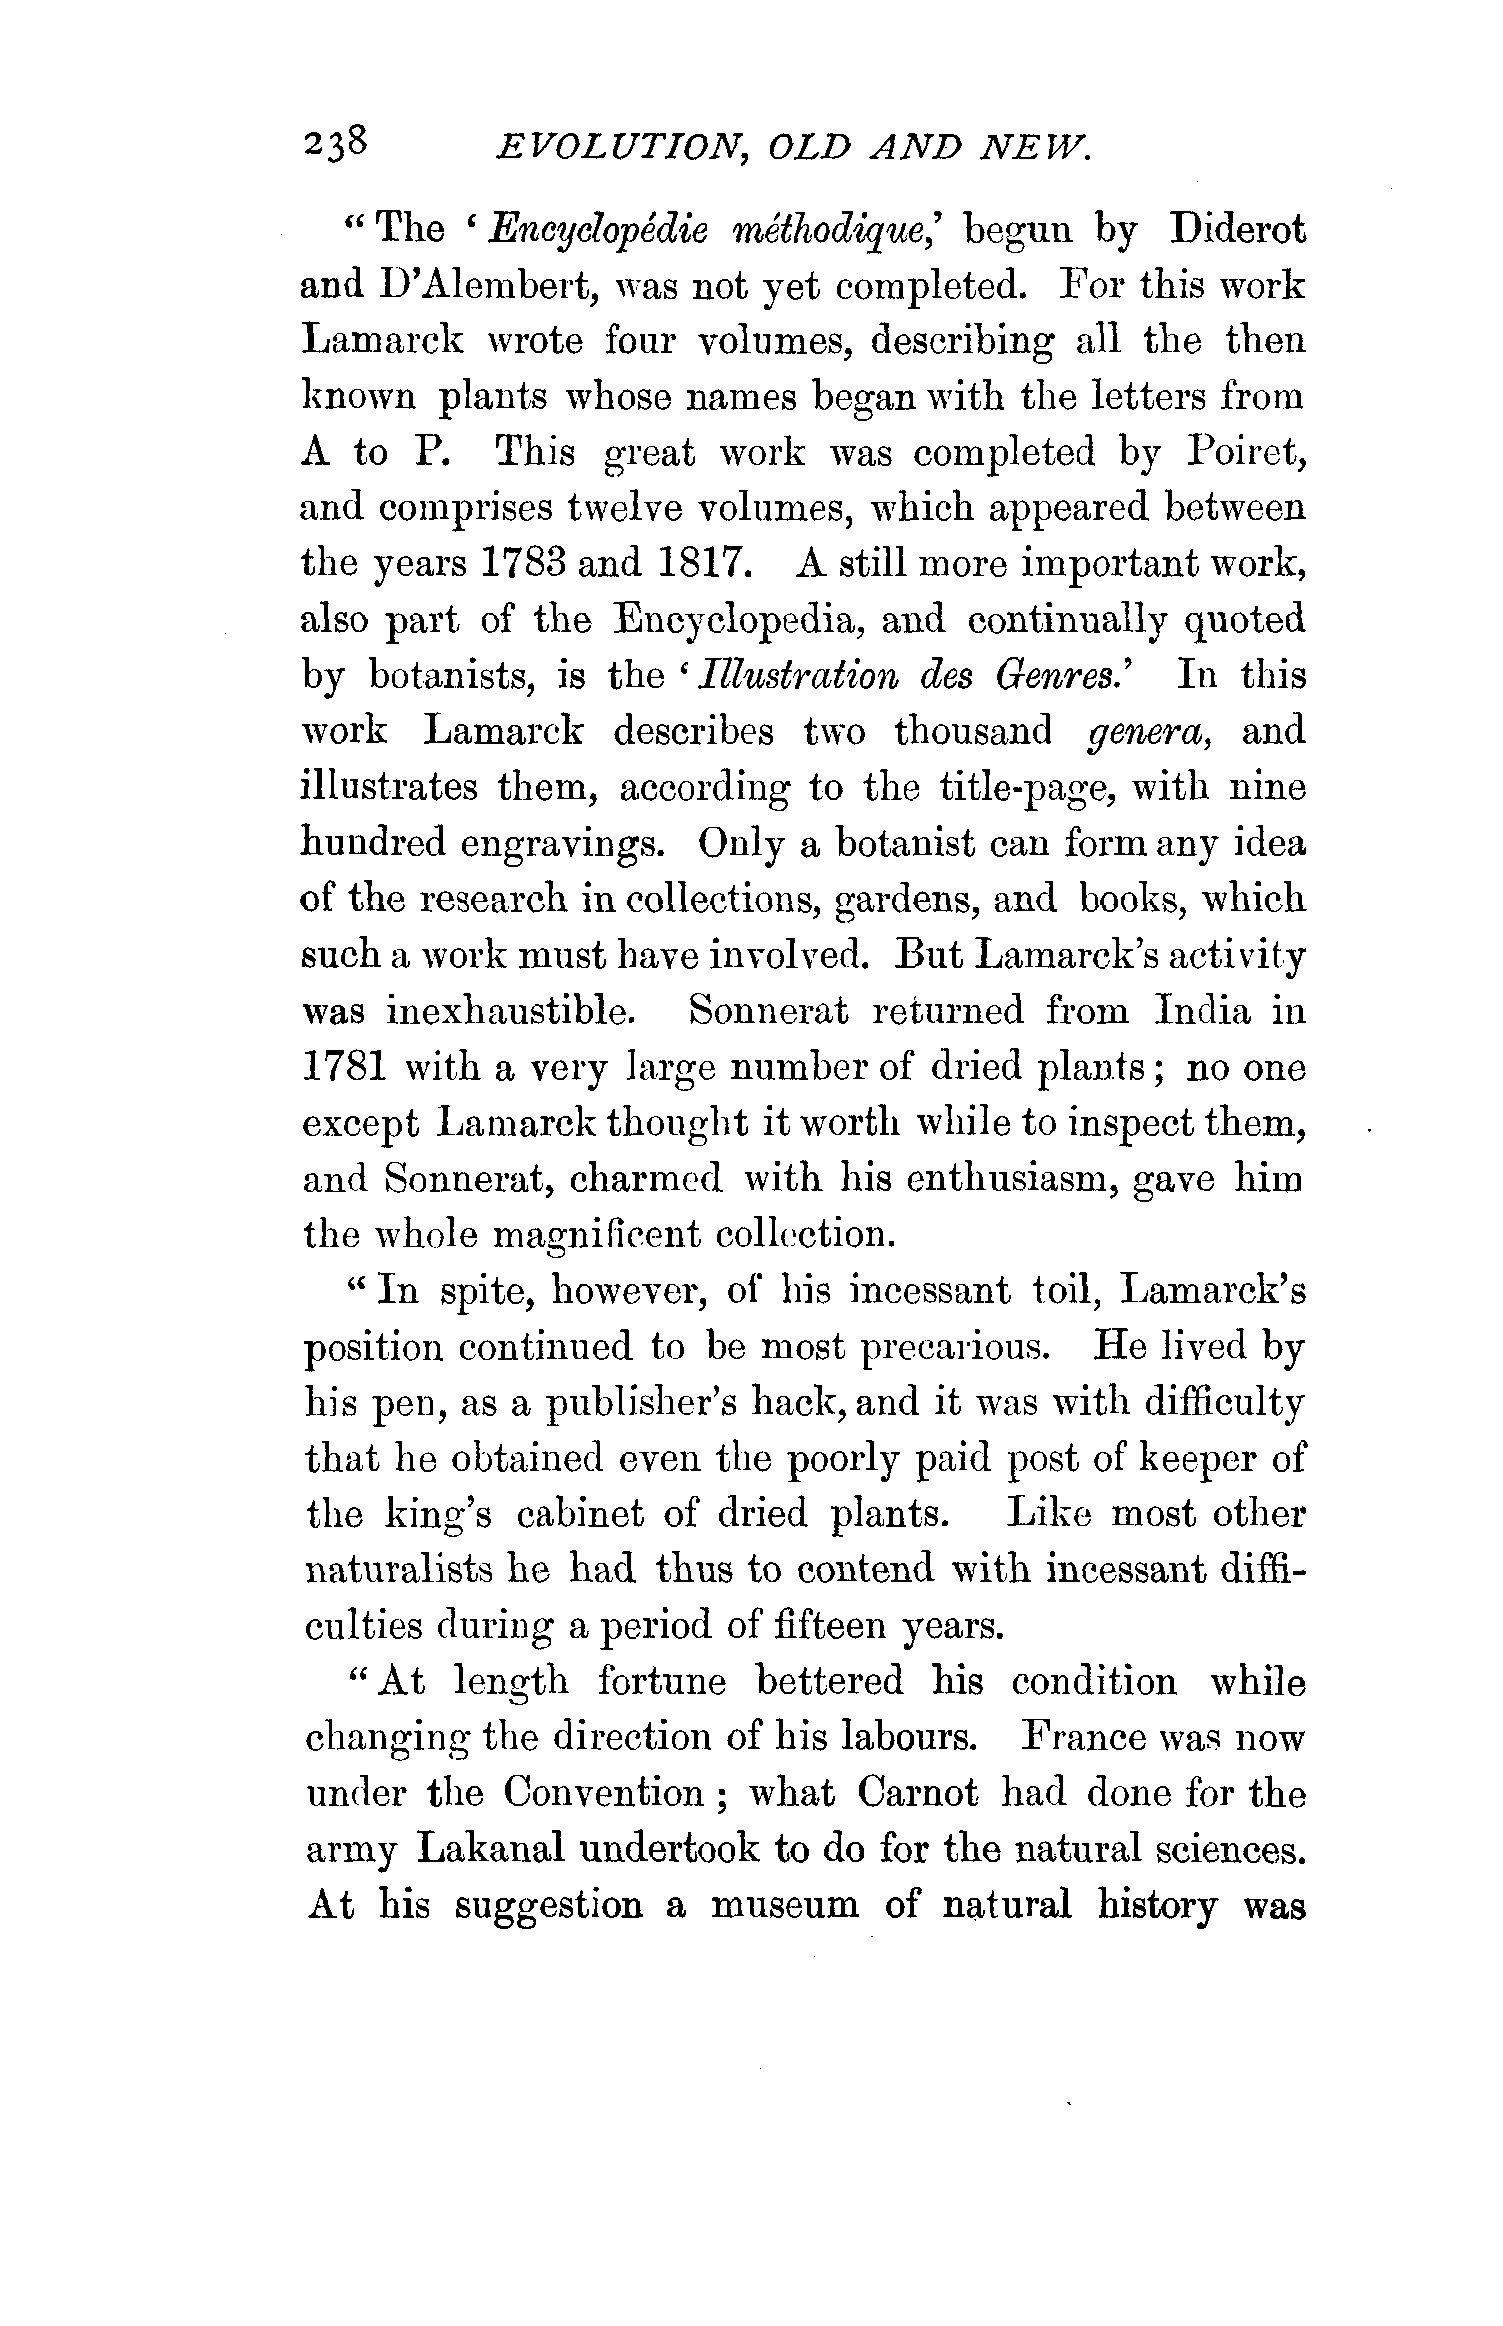 238 EVOLUTION, OLD AND NEW.
“ The ‘ Encyclopédie méthodique,’ begun by Diderot
and D’Alembert, was not yet completed. For this work
Lamarck wrote four volumes, describing all the then
known plants whose names began with the letters from
A to P. This great work was completed by Poiret,
and comprises twelve volumes, which appeared between
the years 1783 and 1817. A still more important work,
also part of the Encyclopedia, and continually quoted
by botanists, is the ‘ Illustration des Genres.’ In this
work Lamarck describes two thousand genera, and
illustrates them, according to the title-page, with nine
hundred engravings. Only a botanist can form any idea
of the research in collections, gardens, and books, which
such a work must have involved. But Lamarck’s activity
was inexhaustible. Sonnerat returned from India in
1781 with a very large number of dried plants ; no one
except Lamarck thought it worth while to inspect them,
and Sonnerat, charmed with his enthusiasm, gave him
the whole magnificent collection.
“ In spite, however, of his incessant toil, Lamarck’s
position continued to be most precarious. He lived by
his pen, as a publisher’s hack, and it was with difficulty
that he obtained even the poorly paid post of keeper of
the king’s cabinet of dried plants. Like most other
naturalists he had thus to contend with incessant diffi-
culties during a period of fifteen years.
“ At length fortune bettered his condition while
changing the direction of his labours. France was now
under the Convention ; what Carnot had done for the
army Lakanal undertook to do for the natural sciences.
At his suggestion a museum of natural history was